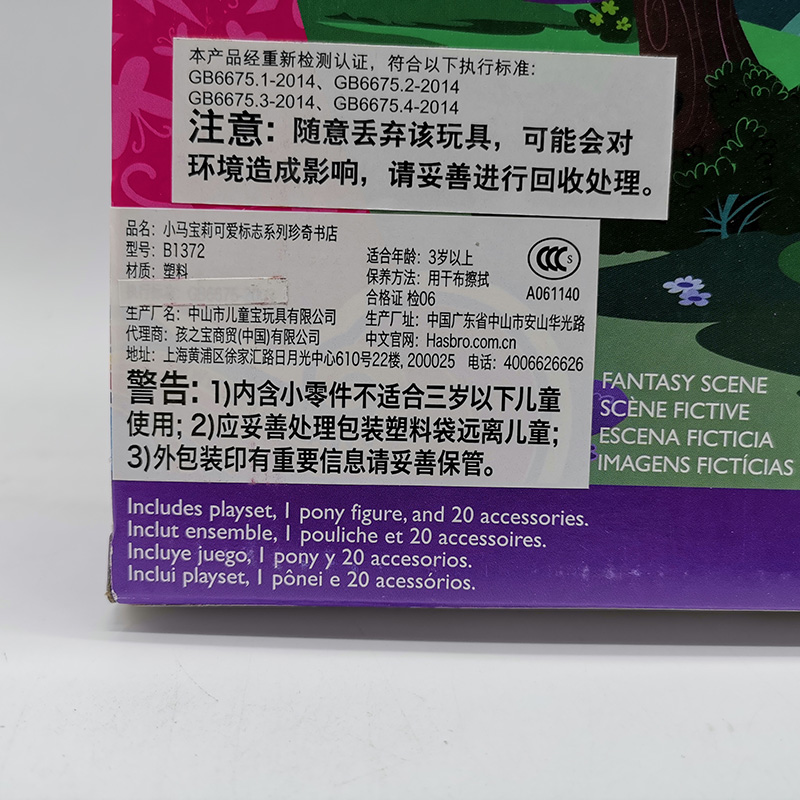 本产品经重新检测认证，符合以下执行标准:
GB6675.1-2014、GB6675.2-2014
GB6675.3-2014、GB6675.4-2014
注意: 随意丢弃该玩具，可能会对
环境造成影响，请妥善进行回收处理。
品名: 小马宝莉可爱标志系列珍奇书店
型号: B1372
材质: 塑料
适合年龄: 3岁以上
保养方法: 用干布擦拭
合格证 检06
CCC S
A061140
生产厂名: 中山市儿童宝玩具有限公司
生产厂址: 中国广东省中山市安山华光路
代理商: 孩之宝商贸(中国)有限公司
中文官网: Hasbro.com.cn
地址: 上海黄浦区徐家汇路日月光中心610号22楼, 200025 电话: 4006626626
警告: 1)内含小零件不适合三岁以下儿童
使用; 2)应妥善处理包装塑料袋远离儿童;
3)外包装印有重要信息请妥善保管。
FANTASY SCENE
SCÈNE FICTIVE
ESCENA FICTICIA
IMAGENS FICTÍCIAS
Includes playset, 1 pony figure, and 20 accessories.
Inclut ensemble, 1 pouliche et 20 accessoires.
Incluye juego, 1 pony y 20 accesorios.
Inclui playset, 1 pônei e 20 acessórios.